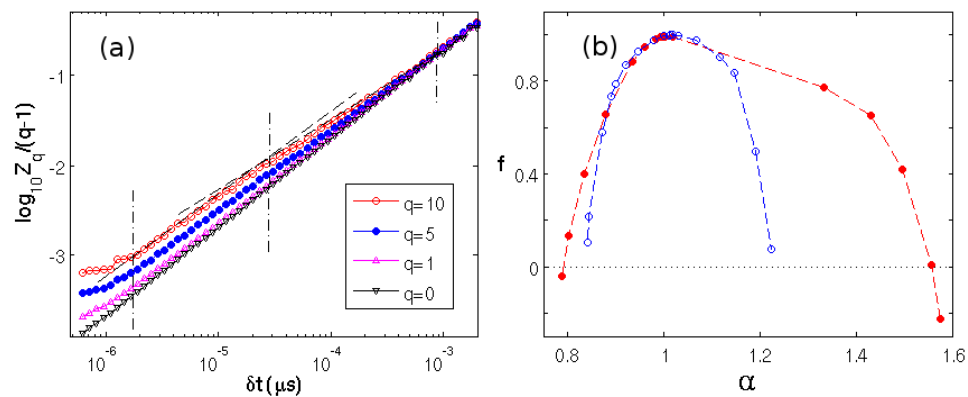 (a)
log10 Zq/(q-1)
-1
-2
-3
q= 10
q= 5
q= 1
q=0
10^-6
10^-5
10^-4
10^-3
δt(μs)
(b)
f
0.8
0.4
0
0.8
1
1.2
1.4
1.6
α